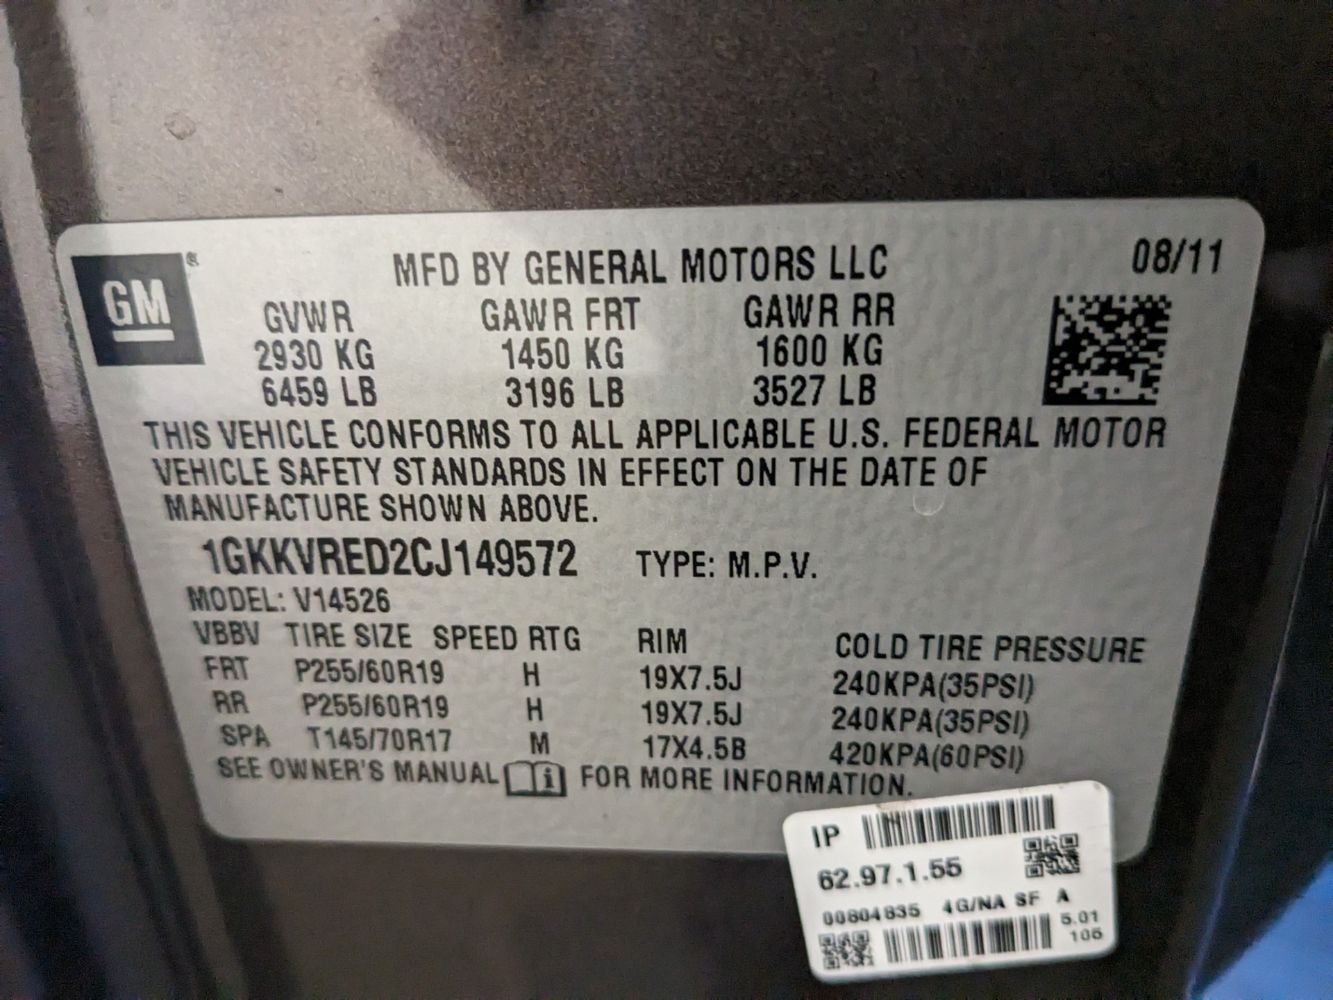 GM®
MFD BY GENERAL MOTORS LLC 08/11
GVWR GAWR FRT GAWR RR
2930 KG 1450 KG 1600 KG
6459 LB 3196 LB 3527 LB
THIS VEHICLE CONFORMS TO ALL APPLICABLE U.S. FEDERAL MOTOR
VEHICLE SAFETY STANDARDS IN EFFECT ON THE DATE OF
MANUFACTURE SHOWN ABOVE.
1GKKVRED2CJ149572 TYPE: M.P.V.
MODEL: V14526
VBBV TIRE SIZE SPEED RTG RIM COLD TIRE PRESSURE
FRT P255/60R19 H 19X7.5J 240KPA(35PSI)
RR P255/60R19 H 19X7.5J 240KPA(35PSI)
SPA T145/70R17 M 17X4.5B 420KPA(60PSI)
SEE OWNER'S MANUAL i FOR MORE INFORMATION.
IP
62.97.1.55
00804835 4G/NA SF A
5.01
105